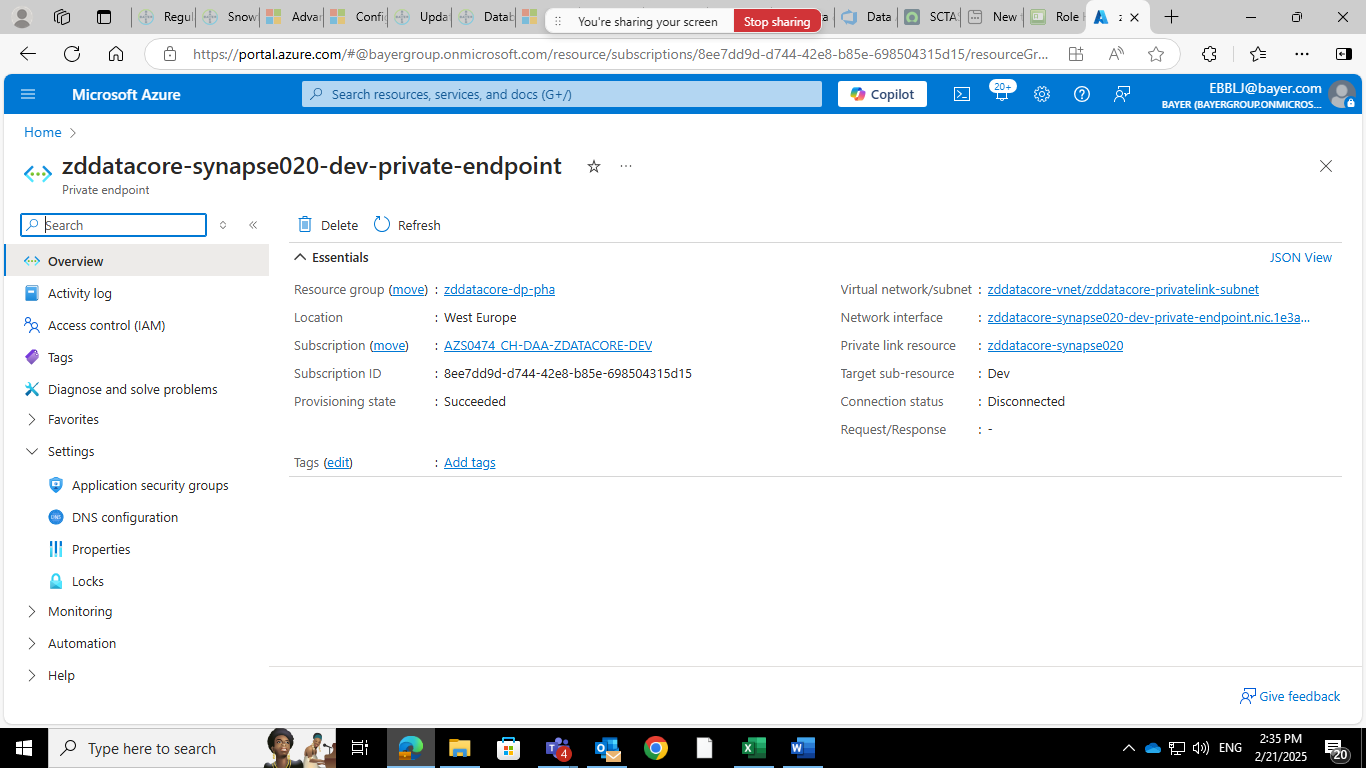 Regul
Snow
Advar
Config
Updat
Datab
You're sharing your screen
Stop sharing
Data
SCTAS
New
Role
https://portal.azure.com/#@bayergroup.onmicrosoft.com/resource/subscriptions/8ee7dd9d-d744-42e8-b85e-698504315d15/resourceGr...
Microsoft Azure
Search resources, services, and docs (G+/)
Copilot
20+
EBBLJ@bayer.com
BAYER (BAYERGROUP.ONMICROS...
Home
zddatacore-synapse020-dev-private-endpoint
Private endpoint
Search
Delete
Refresh
Overview
Activity log
Access control (IAM)
Tags
Diagnose and solve problems
Favorites
Settings
Application security groups
DNS configuration
Properties
Locks
Monitoring
Automation
Help
Essentials
JSON View
Resource group (move) : zddatacore-dp-pha
Location : West Europe
Subscription (move) : AZS0474_CH-DAA-ZDATACORE-DEV
Subscription ID : 8ee7dd9d-d744-42e8-b85e-698504315d15
Provisioning state : Succeeded
Virtual network/subnet : zddatacore-vnet/zddatacore-privatelink-subnet
Network interface : zddatacore-synapse020-dev-private-endpoint.nic.1e3a...
Private link resource : zddatacore-synapse020
Target sub-resource : Dev
Connection status : Disconnected
Request/Response : -
Tags (edit) : Add tags
Give feedback
Type here to search
4
ENG
2:35 PM
2/21/2025
20